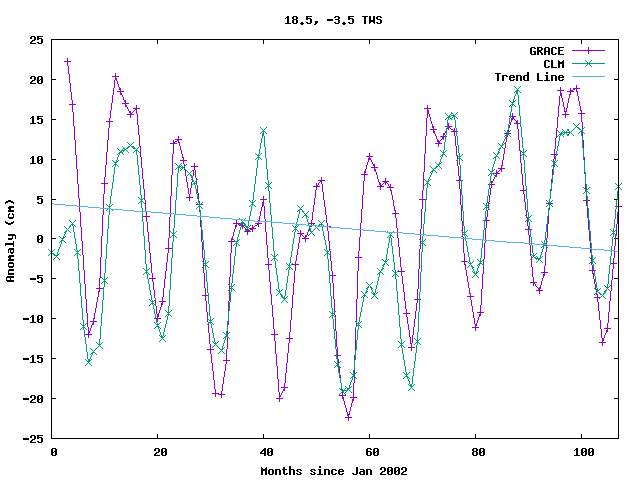 18.5, -3.5 TWS
GRACE
CLM
Trend Line
25
20
15
10
5
0
-5
-10
-15
-20
-25
Anomaly (cm)
0 20 40 60 80 100
Months since Jan 2002